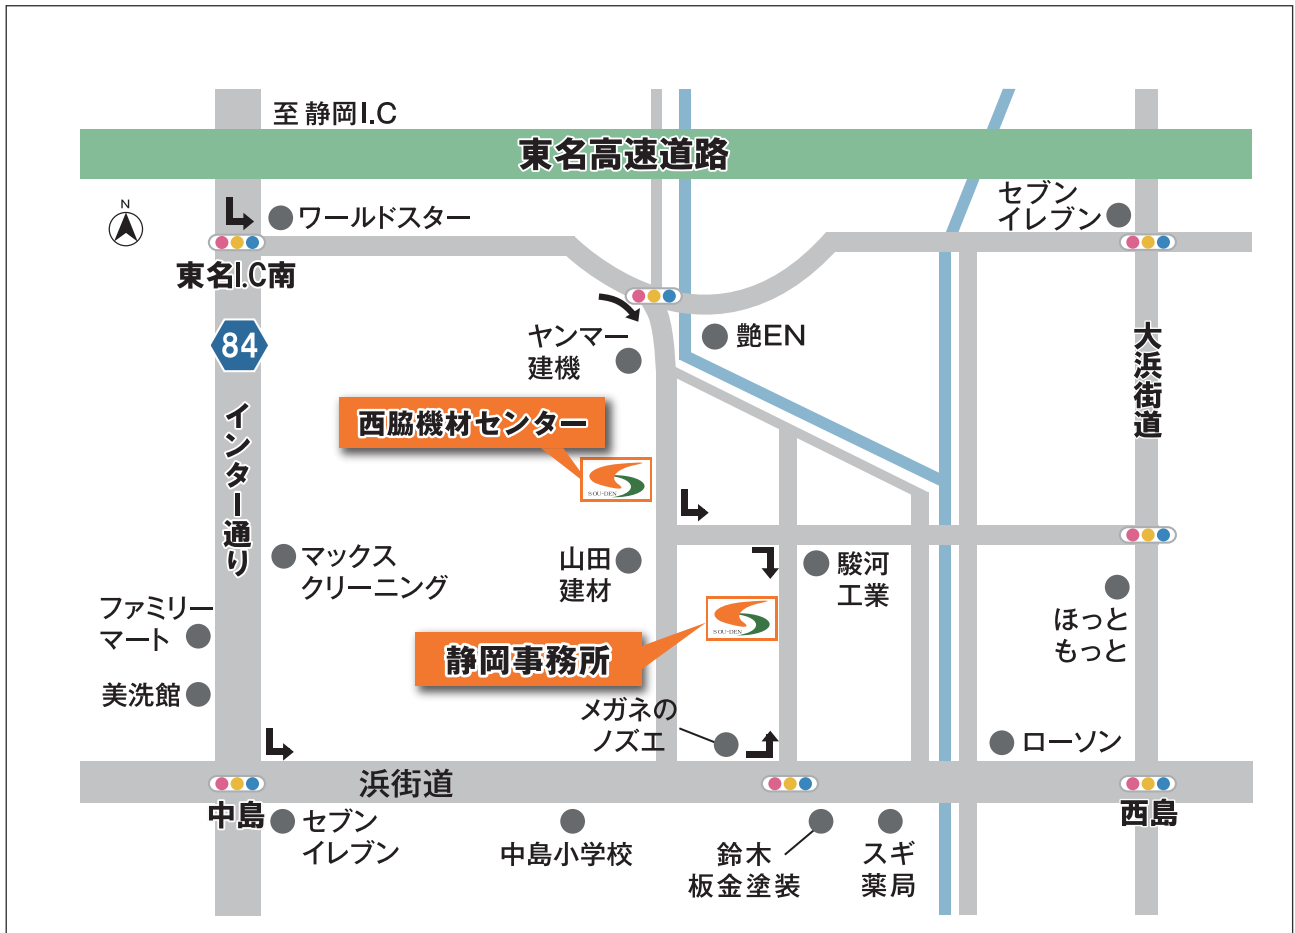 至 静岡I.C
東名高速道路
N
ワールドスター
セブン
イレブン
東名I.C南
84
インター通り
ヤンマー
建機
艶EN
大浜街道
西脇機材センター
SOU-DEN
マックス
クリーニング
山田
建材
駿河
工業
ファミリー
マート
SOU-DEN
静岡事務所
ほっと
もっと
美洗館
メガネの
ノズエ
ローソン
浜街道
中島
西島
セブン
イレブン
中島小学校
鈴木
板金塗装
スギ
薬局